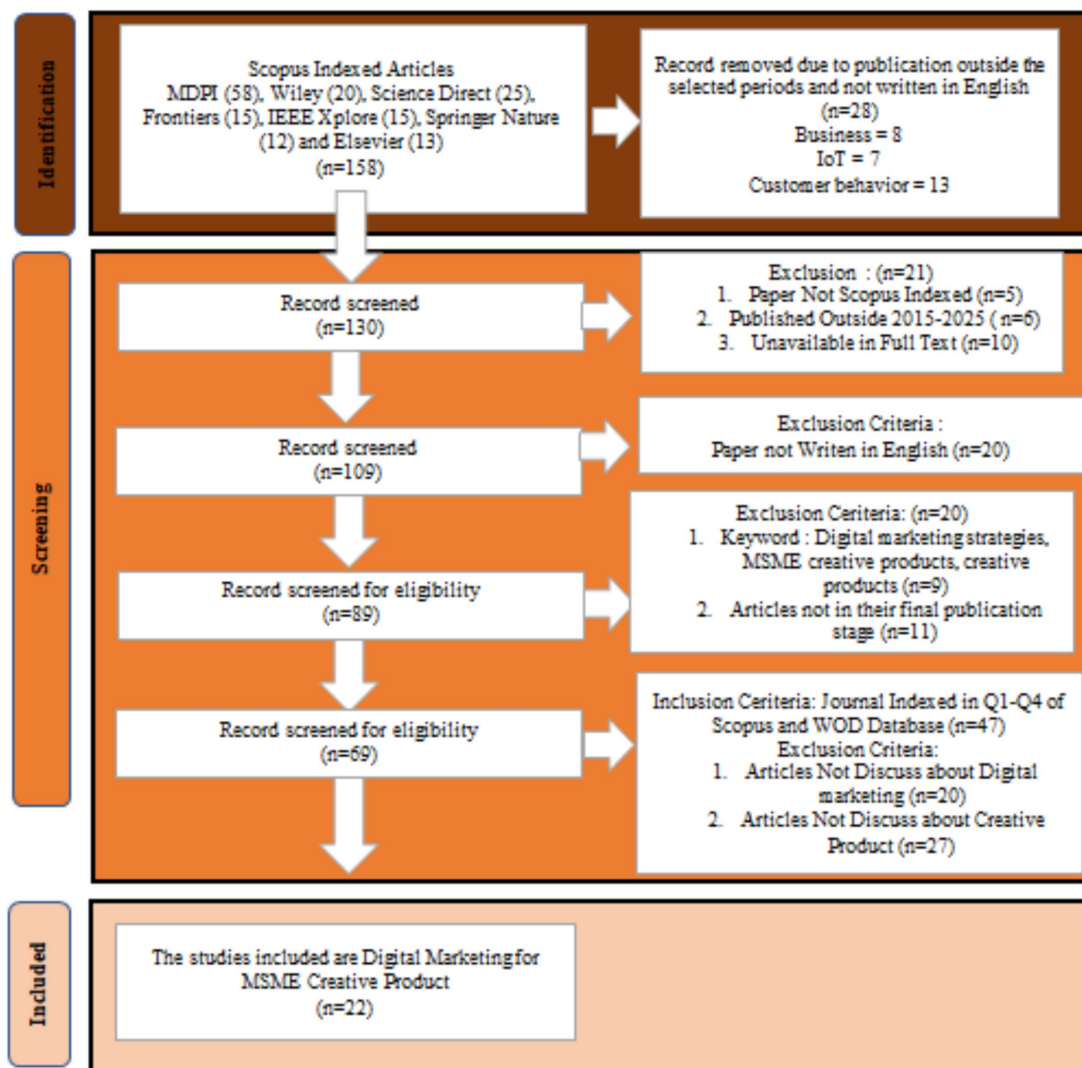 Identification
Scopus Indexed Articles
MDPI (58), Wiley (20), Science Direct (25),
Frontiers (15), IEEE Xplore (15), Springer Nature
(12) and Elsevier (13)
(n=158)
Record removed due to publication outside the
selected periods and not written in English
(n=28)
Business = 8
IoT = 7
Customer behavior = 13
Screening
Record screened
(n=130)
Exclusion : (n=21)
1. Paper Not Scopus Indexed (n=5)
2. Published Outside 2015-2025 ( n=6)
3. Unavailable in Full Text (n=10)
Record screened
(n=109)
Exclusion Criteria :
Paper not Writen in English (n=20)
Record screened for eligibility
(n=89)
Exclusion Ceriteria: (n=20)
1. Keyword : Digital marketing strategies,
MSME creative products, creative
products (n=9)
2. Articles not in their final publication
stage (n=11)
Record screened for eligibility
(n=69)
Inclusion Ceriteria: Journal Indexed in Q1-Q4 of
Scopus and WOD Database (n=47)
Exclusion Criteria:
1. Articles Not Discuss about Digital
marketing (n=20)
2. Articles Not Discuss about Creative
Product (n=27)
Included
The studies included are Digital Marketing for
MSME Creative Product
(n=22)